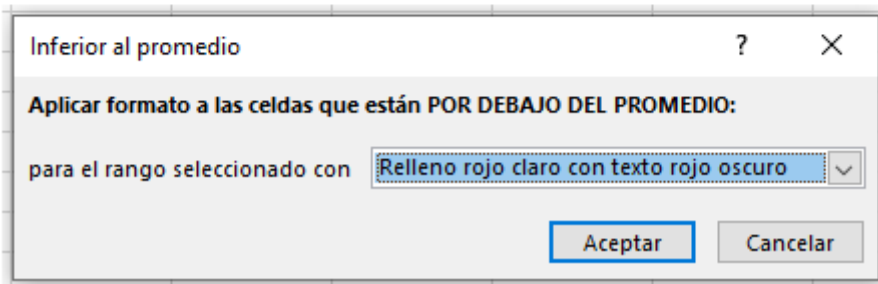 Inferior al promedio ?
Aplicar formato a las celdas que están POR DEBAJO DEL PROMEDIO:
para el rango seleccionado con Relleno rojo claro con texto rojo oscuro
Aceptar Cancelar